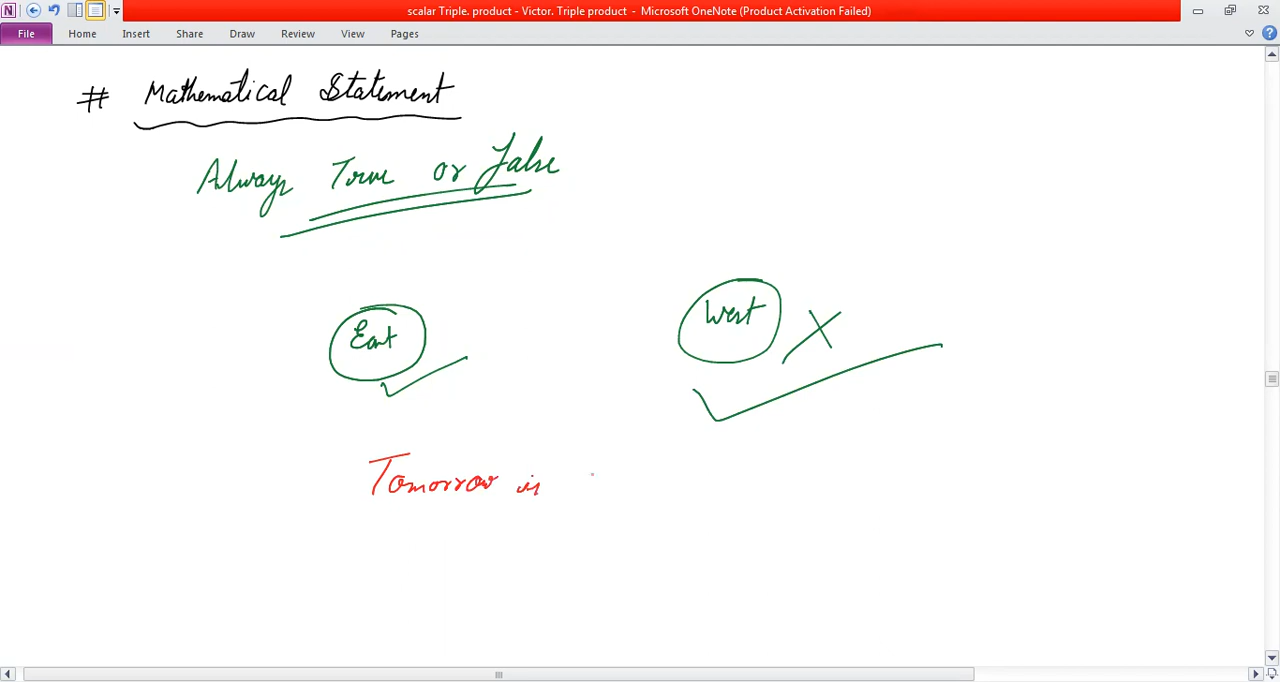 scalar Triple. product - Victor. Triple product - Microsoft OneNote (Product Activation Failed)
File Home Insert Share Draw Review View Pages
# Mathematical Statement
Always True or False
East West X
Tomorrow is